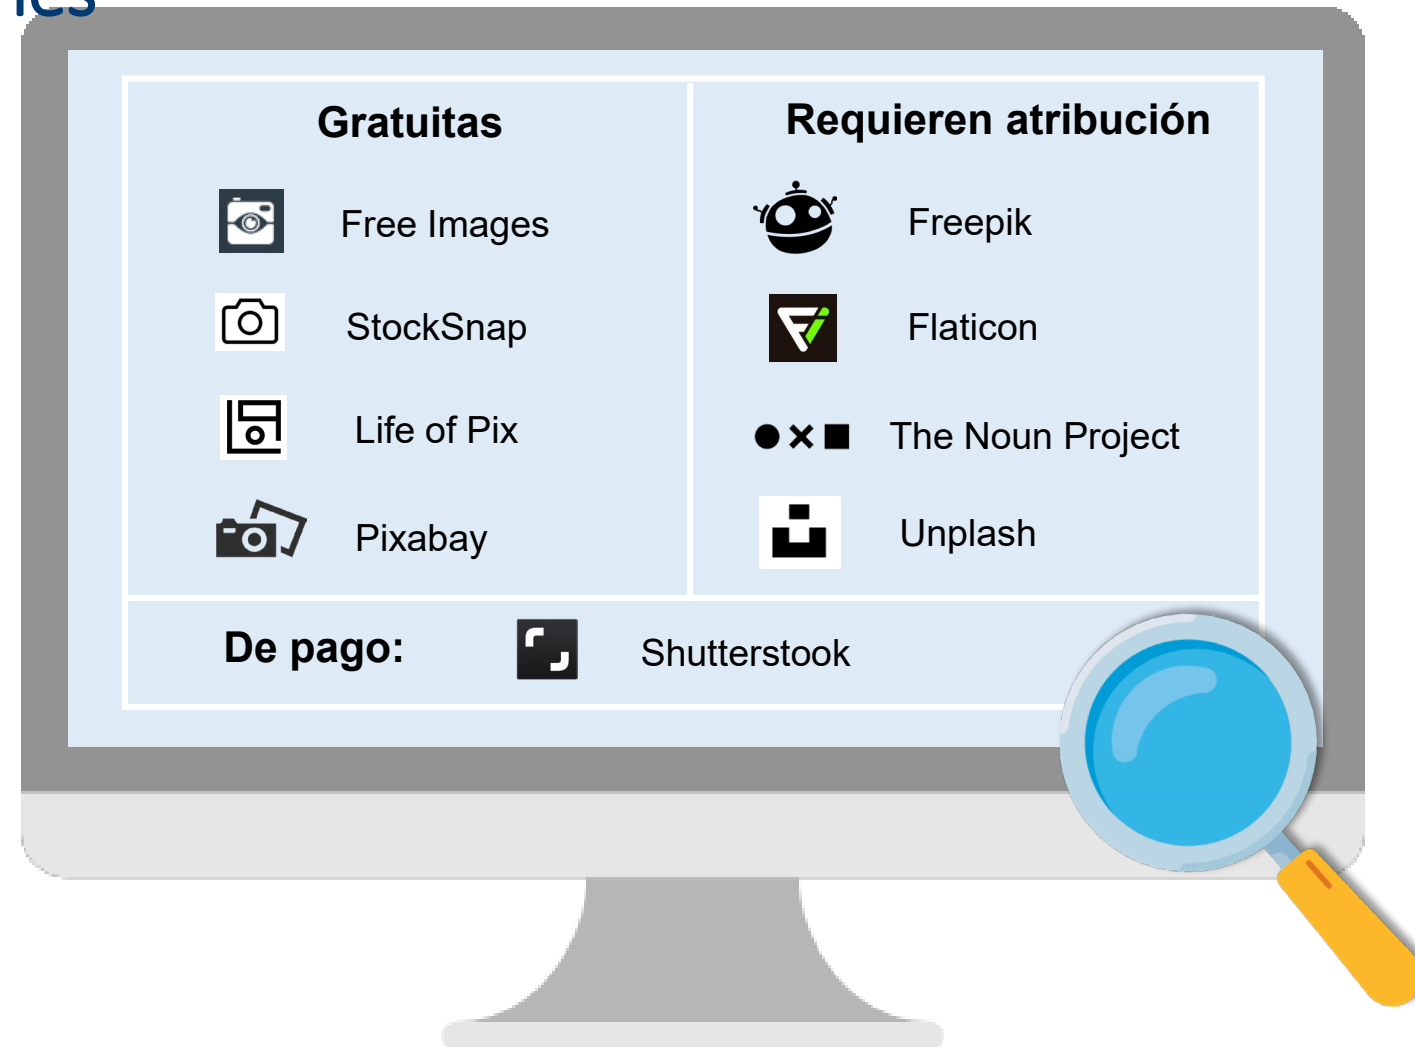 Gratuitas
Free Images
StockSnap
Life of Pix
Pixabay
Requieren atribución
Freepik
Flaticon
The Noun Project
Unplash
De pago:
Shutterstook